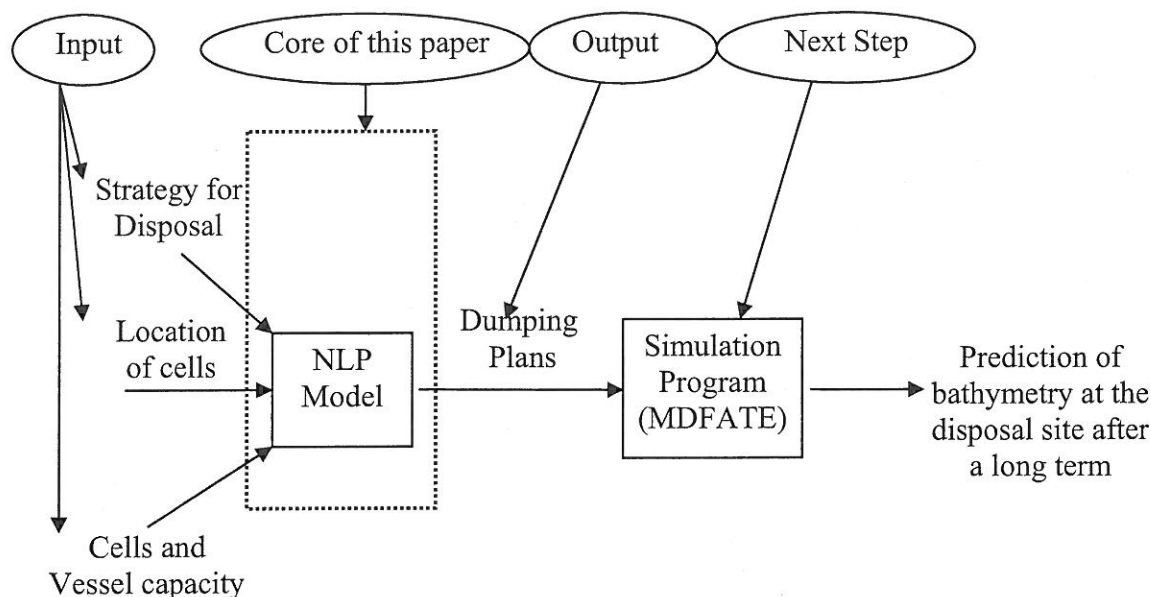 Input
Core of this paper
Output
Next Step
Strategy for
Disposal
Location
of cells
NLP
Model
Dumping
Plans
Simulation
Program
(MDFATE)
Prediction of
bathymetry at the
disposal site after
a long term
Cells and
Vessel capacity